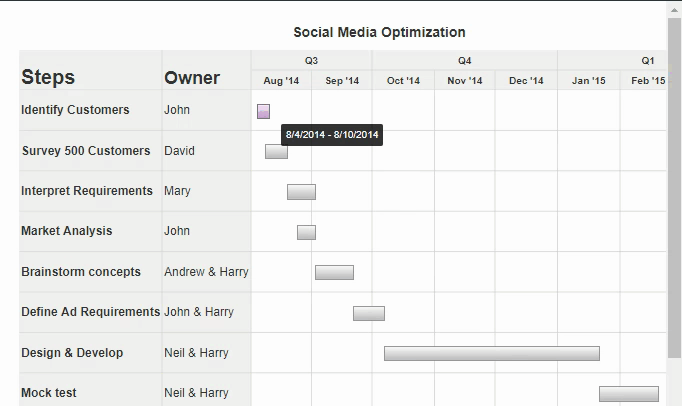 Social Media Optimization
Steps Owner Q3 Q4 Q1
Aug '14 Sep '14 Oct '14 Nov '14 Dec '14 Jan '15 Feb '15
Identify Customers John
8/4/2014 - 8/10/2014
Survey 500 Customers David
Interpret Requirements Mary
Market Analysis John
Brainstorm concepts Andrew & Harry
Define Ad Requirements John & Harry
Design & Develop Neil & Harry
Mock test Neil & Harry